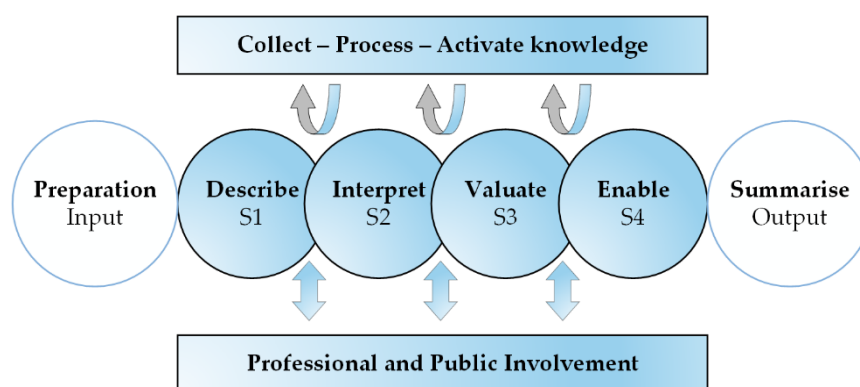 Collect – Process – Activate knowledge
Preparation
Input
Describe
S1
Interpret
S2
Valuate
S3
Enable
S4
Summarise
Output
Professional and Public Involvement